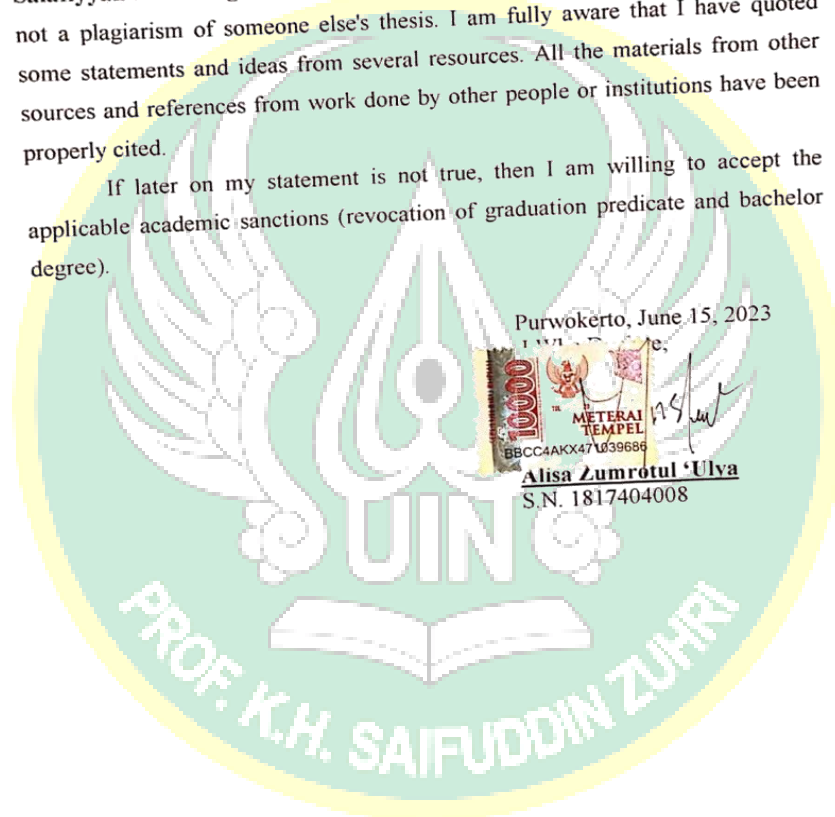 not a plagiarism of someone else's thesis. I am fully aware that I have quoted
some statements and ideas from several resources. All the materials from other
sources and references from work done by other people or institutions have been
properly cited.
If later on my statement is not true, then I am willing to accept the
applicable academic sanctions (revocation of graduation predicate and bachelor
degree).
Purwokerto, June 15, 2023
10000
METERAI
TEMPEL
BBCC4AKX471039686
Alisa Zumrotul ‘Ulya
S.N. 1817404008
UIN
PROF. K.H. SAIFUDDIN ZUHRI